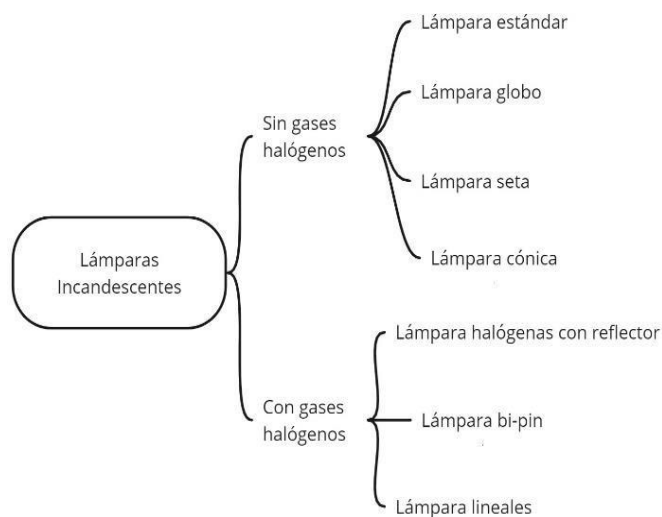 Lámparas
Incandescentes
Sin gases
halógenos
Lámpara estándar
Lámpara globo
Lámpara seta
Lámpara cónica
Con gases
halógenos
Lámpara halógenas con reflector
Lámpara bi-pin
Lámpara lineales